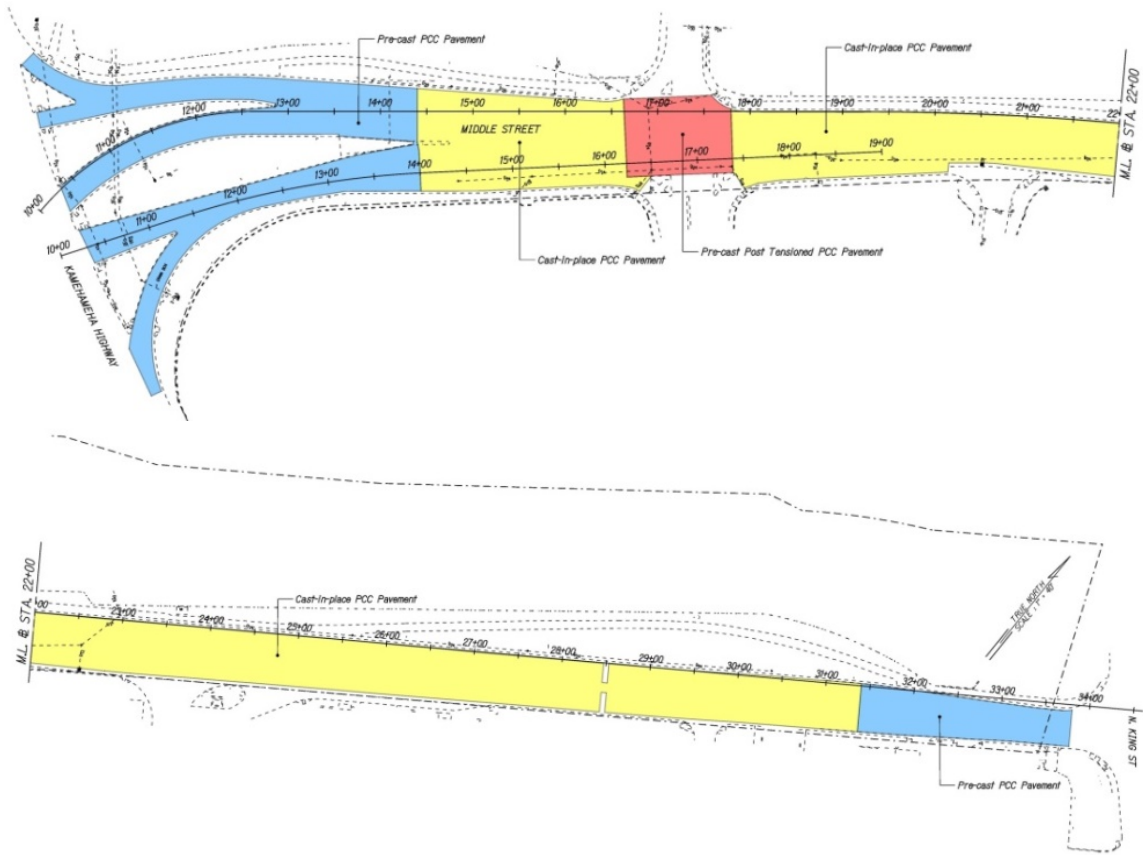 Pre-cast PCC Pavement
Cast-In-place PCC Pavement
M.L. @ STA. 22+00
12+00
13+00
14+00
15+00
16+00
17+00
18+00
19+00
20+00
21+00
22
MIDDLE STREET
11+00
10+00
14+00
15+00
16+00
17+00
18+00
19+00
10+00
11+00
12+00
13+00
KAMEHAMEHA HIGHWAY
Cast-In-place PCC Pavement
Pre-cast Post Tensioned PCC Pavement
M.L. @ STA. 22+00
+00
Cast-In-place PCC Pavement
TRUE NORTH
SCALE : 1" = 40'
23+00
24+00
25+00
26+00
27+00
28+00
29+00
30+00
31+00
32+00
33+00
34+00
N. KING ST
Pre-cast PCC Pavement